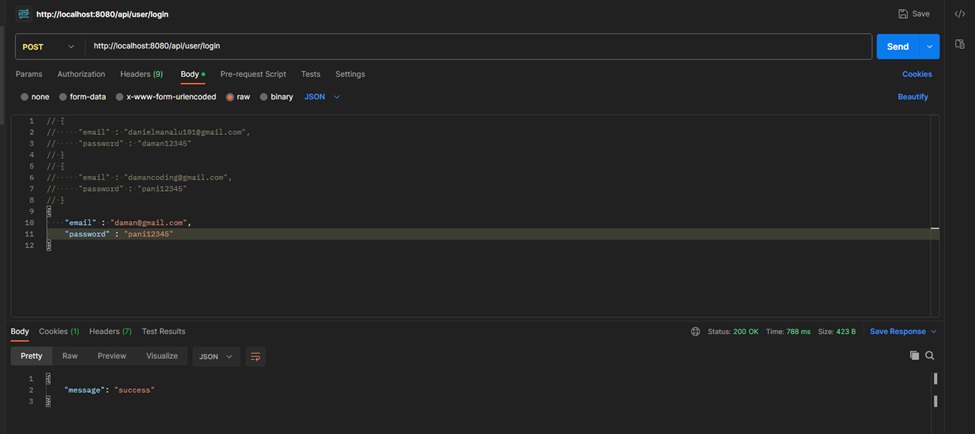 http://localhost:8080/api/user/login
Save
POST http://localhost:8080/api/user/login Send
Params Authorization Headers (9) Body Pre-request Script Tests Settings Cookies
none form-data x-www-form-urlencoded raw binary JSON Beautify
1 // {
2 // "email" : "danielmanalu101@gmail.com",
3 // "password" : "daman12345"
4 // }
5 // {
6 // "email" : "damancoding@gmail.com",
7 // "password" : "pani12345"
8 // }
9 {
10 "email" : "daman@gmail.com",
11 "password" : "pani12345"
12 }
Body Cookies (1) Headers (7) Test Results Status: 200 OK Time: 788 ms Size: 423 B Save Response
Pretty Raw Preview Visualize JSON
1 {
2 "message": "success"
3 }